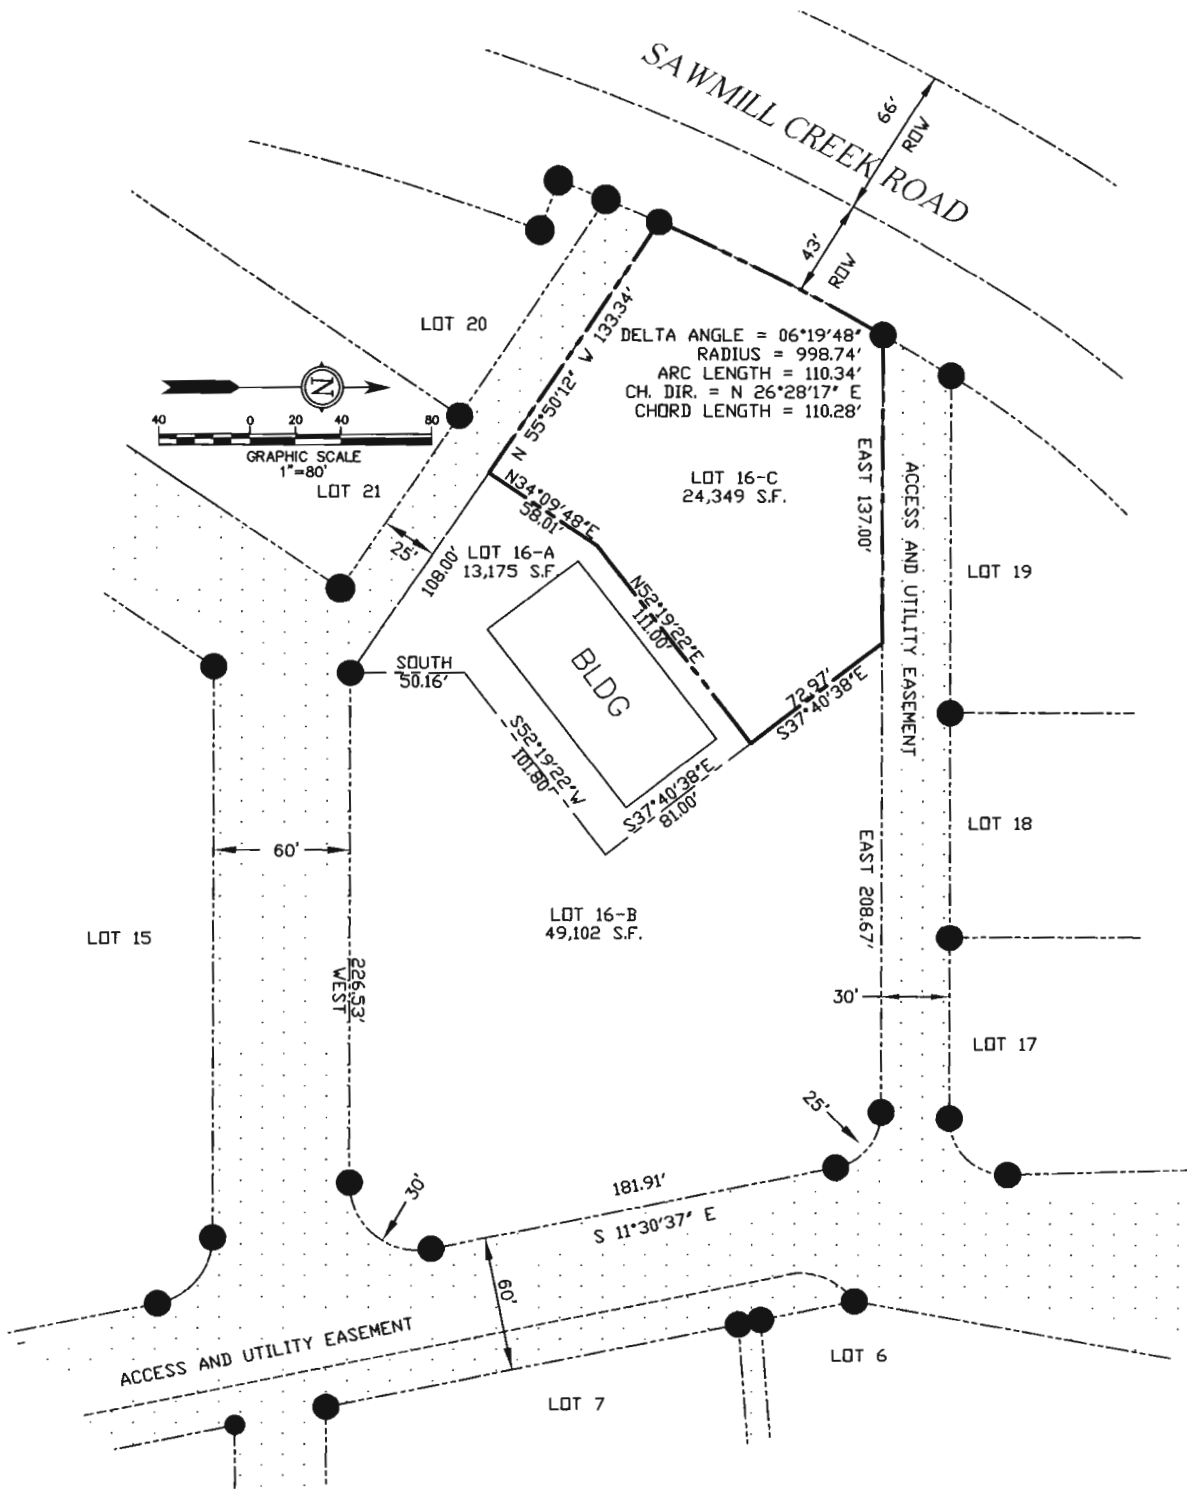 SAWMILL CREEK ROAD
66'
ROW
43'
ROW
LOT 20
N
40 0 20 40 80
GRAPHIC SCALE
1"=80'
LOT 21
N 55°50'12" W 133.34'
DELTA ANGLE = 06°19'48"
RADIUS = 998.74'
ARC LENGTH = 110.34'
CH. DIR. = N 26°28'17" E
CHORD LENGTH = 110.28'
LOT 16-C
24,349 S.F.
EAST 137.00'
ACCESS AND UTILITY EASEMENT
LOT 19
N34°09'48"E
58.01'
25'
108.00'
LOT 16-A
13,175 S.F.
N52°19'22"E
111.00'
BLDG
SOUTH
50.16'
S52°19'22"W
101.80'
72.97'
S37°40'38"E
S37°40'38"E
81.00'
60'
LOT 18
EAST 208.67'
LOT 15
LOT 16-B
49,102 S.F.
226.53'
WEST
30'
LOT 17
25'
30'
181.91'
S 11°30'37" E
60'
ACCESS AND UTILITY EASEMENT
LOT 6
LOT 7